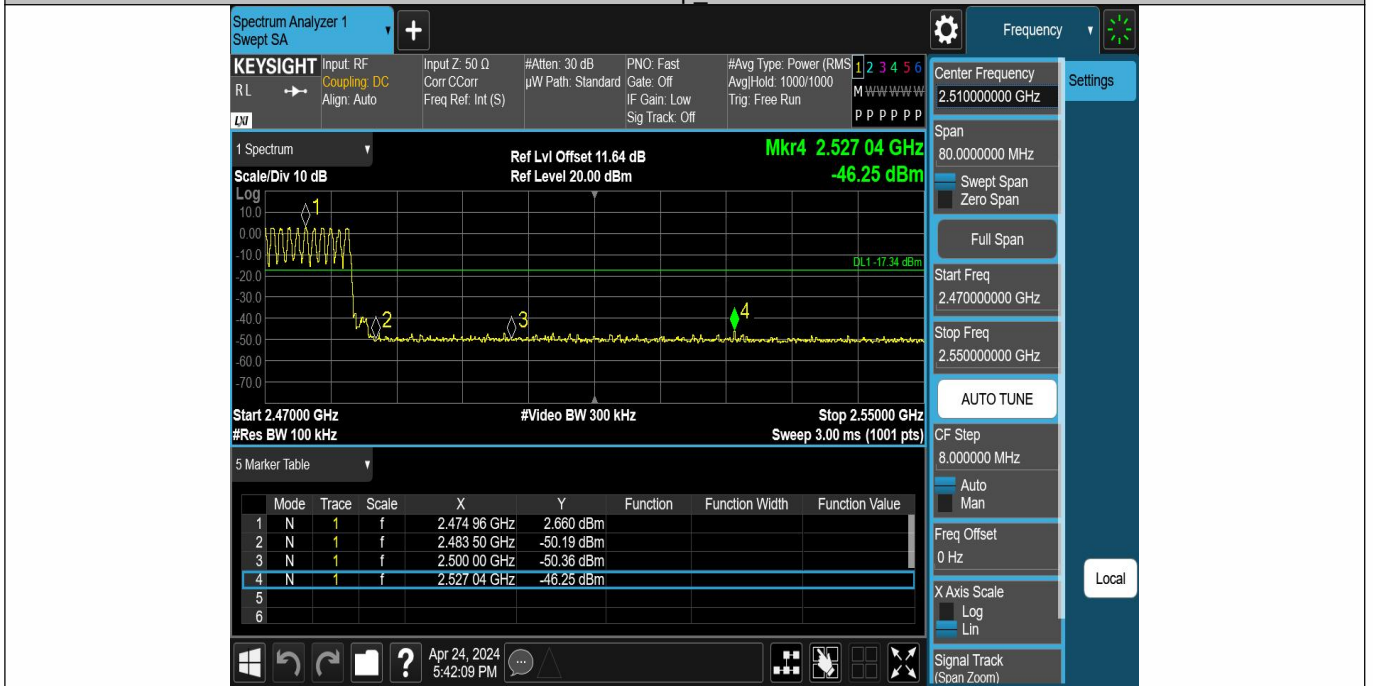 Spectrum Analyzer 1
Swept SA
+
Frequency
KEYSIGHT
RL
LXI
Input: RF
Coupling: DC
Align: Auto
Input Z: 50 Ω
Corr CCorr
Freq Ref: Int (S)
#Atten: 30 dB
µW Path: Standard
PNO: Fast
Gate: Off
IF Gain: Low
Sig Track: Off
#Avg Type: Power (RMS
Avg|Hold: 1000/1000
Trig: Free Run
1 2 3 4 5 6
M W W W W W
P P P P P P
1 Spectrum
Scale/Div 10 dB
Ref Lvl Offset 11.64 dB
Ref Level 20.00 dBm
Mkr4 2.527 04 GHz
-46.25 dBm
Log
10.0
0.00
-10.0
-20.0
-30.0
-40.0
-50.0
-60.0
-70.0
1
2
3
4
DL1 -17.34 dBm
Start 2.47000 GHz
#Video BW 300 kHz
Stop 2.55000 GHz
#Res BW 100 kHz
Sweep 3.00 ms (1001 pts)
5 Marker Table
Mode Trace Scale X Y Function Function Width Function Value
1 N 1 f 2.474 96 GHz 2.660 dBm
2 N 1 f 2.483 50 GHz -50.19 dBm
3 N 1 f 2.500 00 GHz -50.36 dBm
4 N 1 f 2.527 04 GHz -46.25 dBm
5
6
?
Apr 24, 2024
5:42:09 PM
Center Frequency
2.510000000 GHz
Settings
Span
80.0000000 MHz
Swept Span
Zero Span
Full Span
Start Freq
2.470000000 GHz
Stop Freq
2.550000000 GHz
AUTO TUNE
CF Step
8.000000 MHz
Auto
Man
Freq Offset
0 Hz
Local
X Axis Scale
Log
Lin
Signal Track
(Span Zoom)